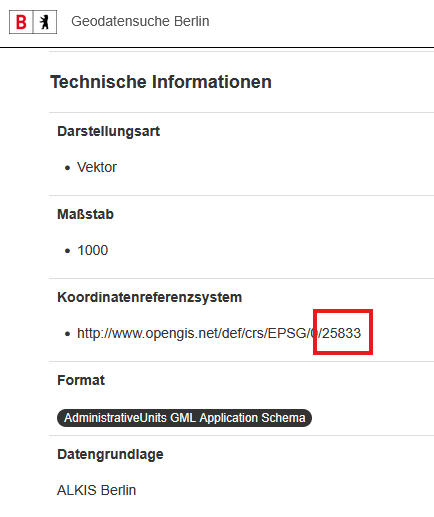 B Geodatensuche Berlin
Technische Informationen
Darstellungsart
Vektor
Maßstab
1000
Koordinatenreferenzsystem
http://www.opengis.net/def/crs/EPSG/0/25833
Format
AdministrativeUnits GML Application Schema
Datengrundlage
ALKIS Berlin